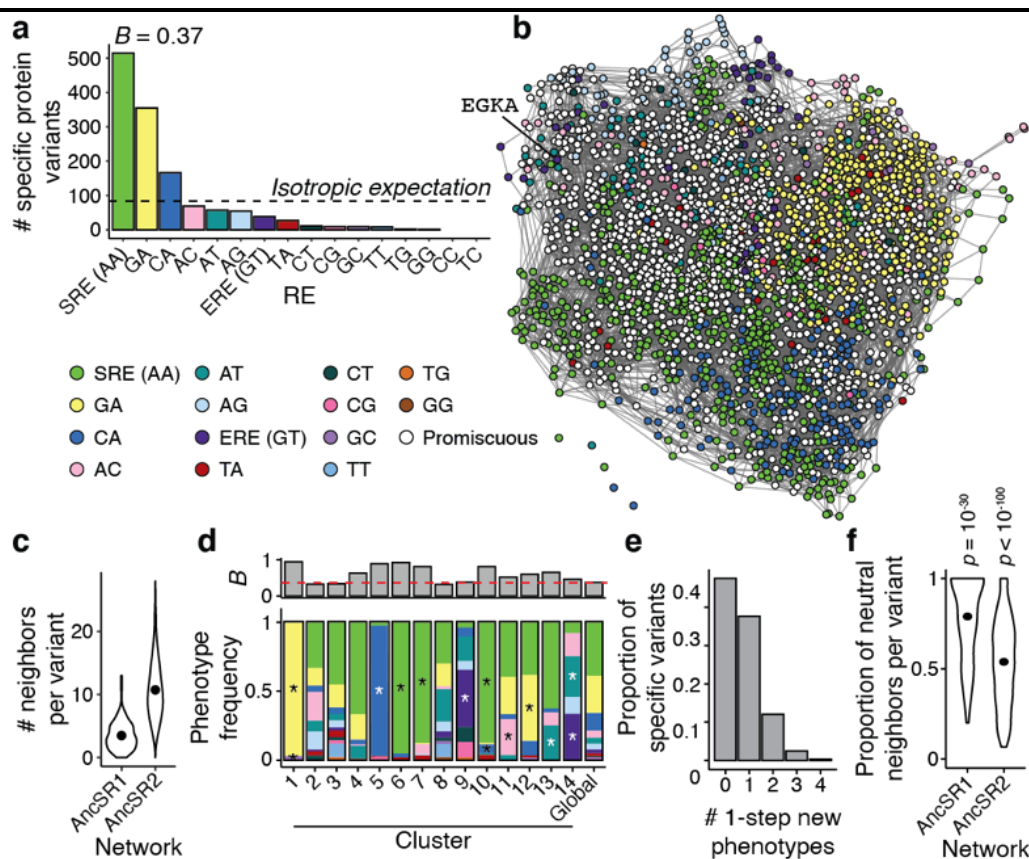 a
B = 0.37
# specific protein
variants
500
400
300
200
100
0
Isotropic expectation
SRE (AA)
GA
CA
AC
AT
AG
ERE (GT)
TA
CT
CG
GC
TT
TG
GG
CC
TC
RE
b
EGKA
SRE (AA)
GA
CA
AC
AT
AG
ERE (GT)
TA
CT
CG
GC
TT
TG
GG
Promiscuous
c
# neighbors
per variant
20
10
0
AncSR1
AncSR2
Network
d
B
1
0
Phenotype
frequency
1
0.5
0
* * * * * * * * * * * * *
1
2
3
4
5
6
7
8
9
10
11
12
13
14
Global
Cluster
e
Proportion of
specific variants
0.4
0.3
0.2
0.1
0
0 1 2 3 4
# 1-step new
phenotypes
f
p = 10⁻³⁰
p < 10⁻¹⁰⁰
Proportion of neutral
neighbors per variant
1
0.5
0
AncSR1
AncSR2
Network